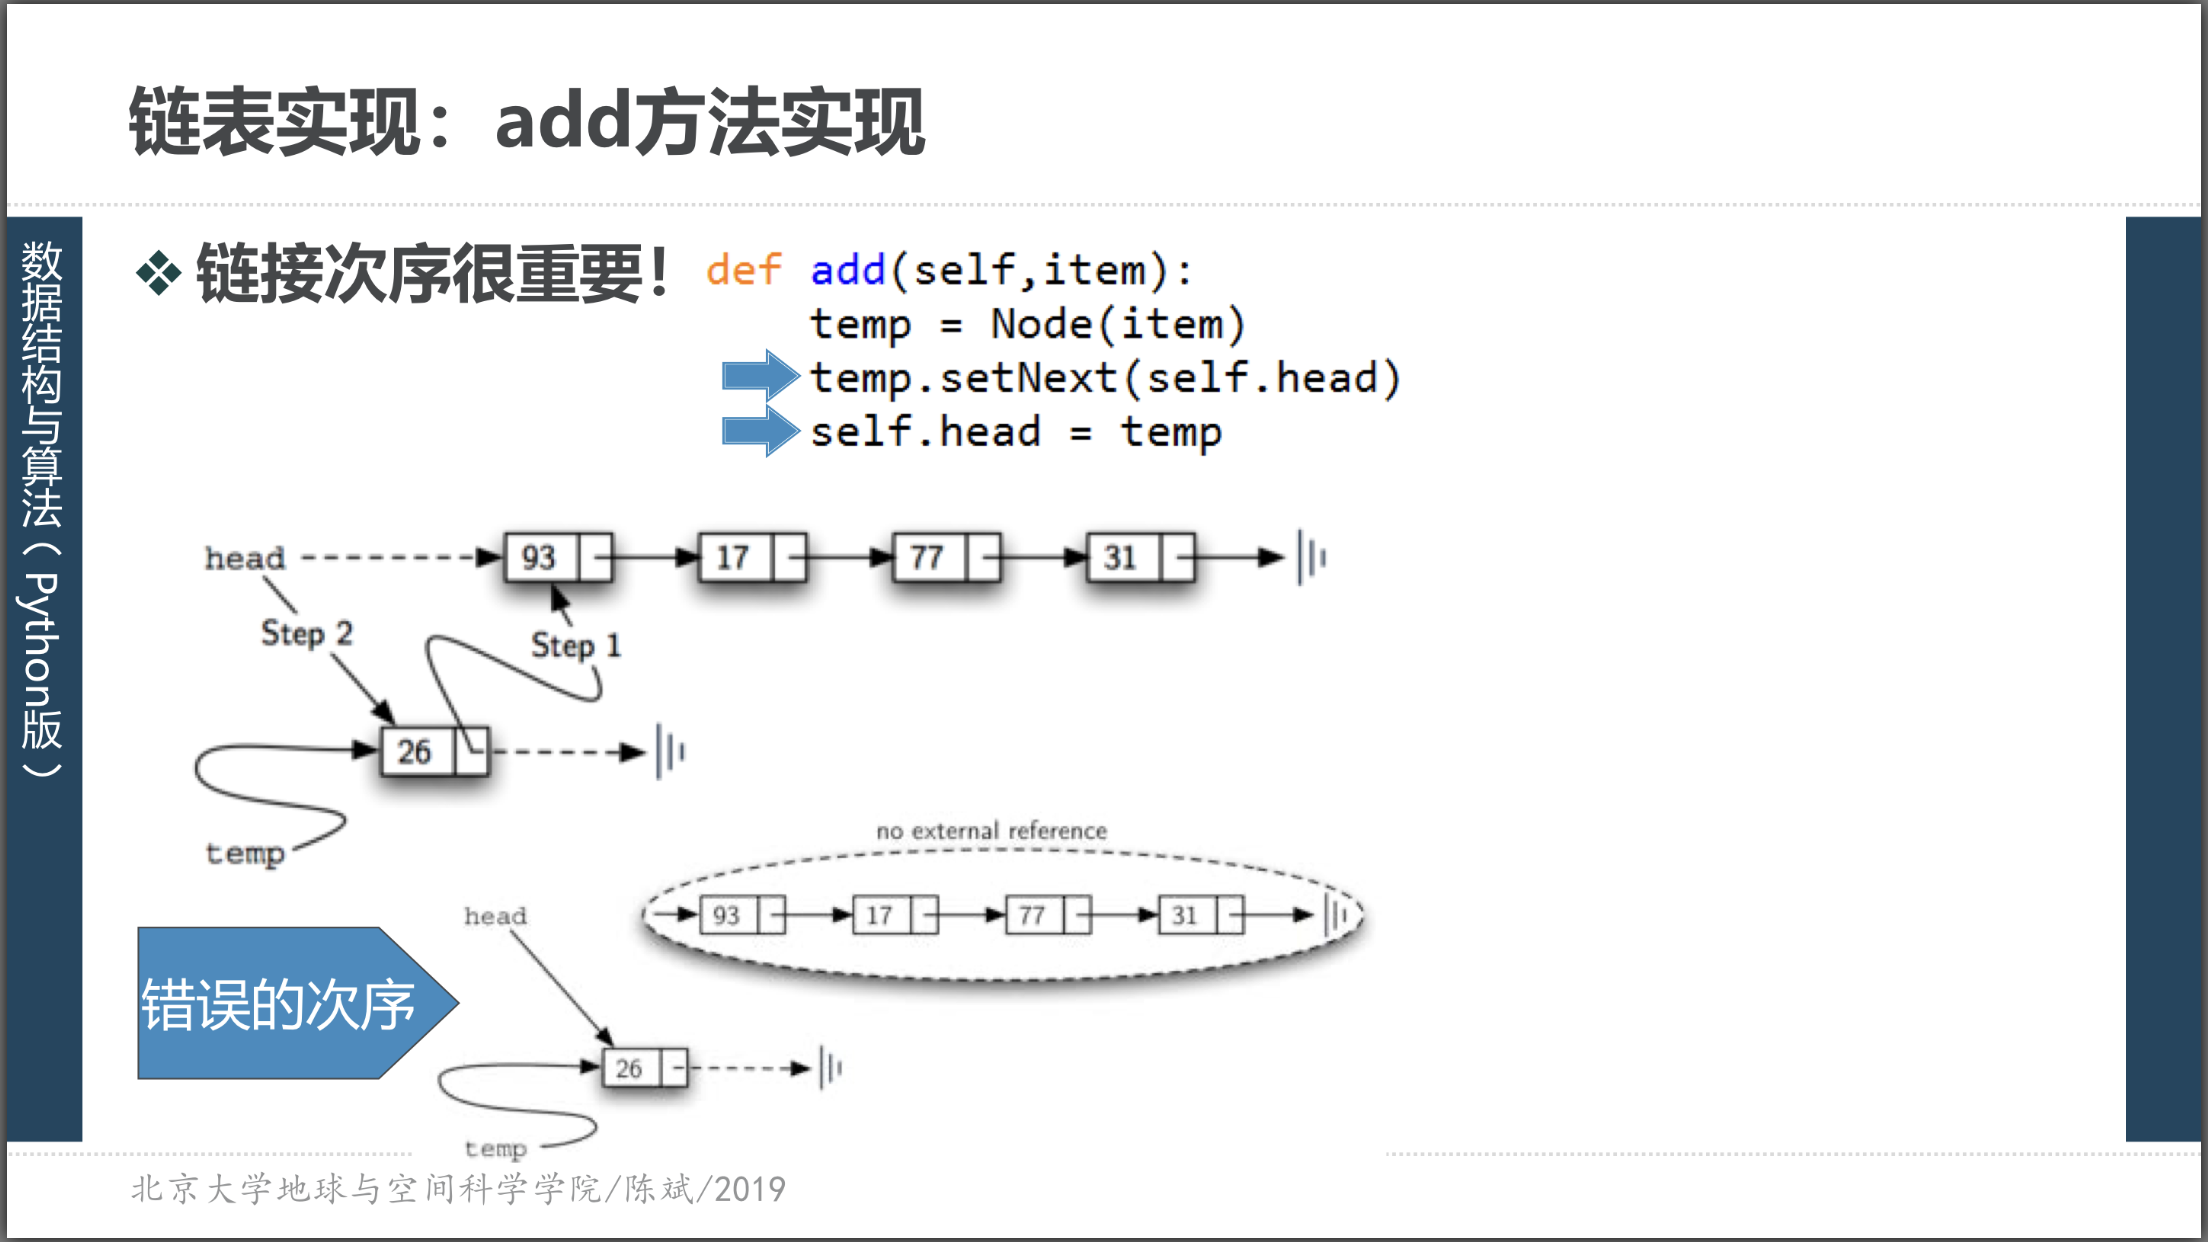 链表实现：add方法实现
数据结构与算法（Python版）
链接次序很重要！
def add(self,item):
temp = Node(item)
temp.setNext(self.head)
self.head = temp
head
93
17
77
31
Step 2
Step 1
26
temp
no external reference
head
93
17
77
31
错误的次序
26
temp
北京大学地球与空间科学学院/陈斌/2019